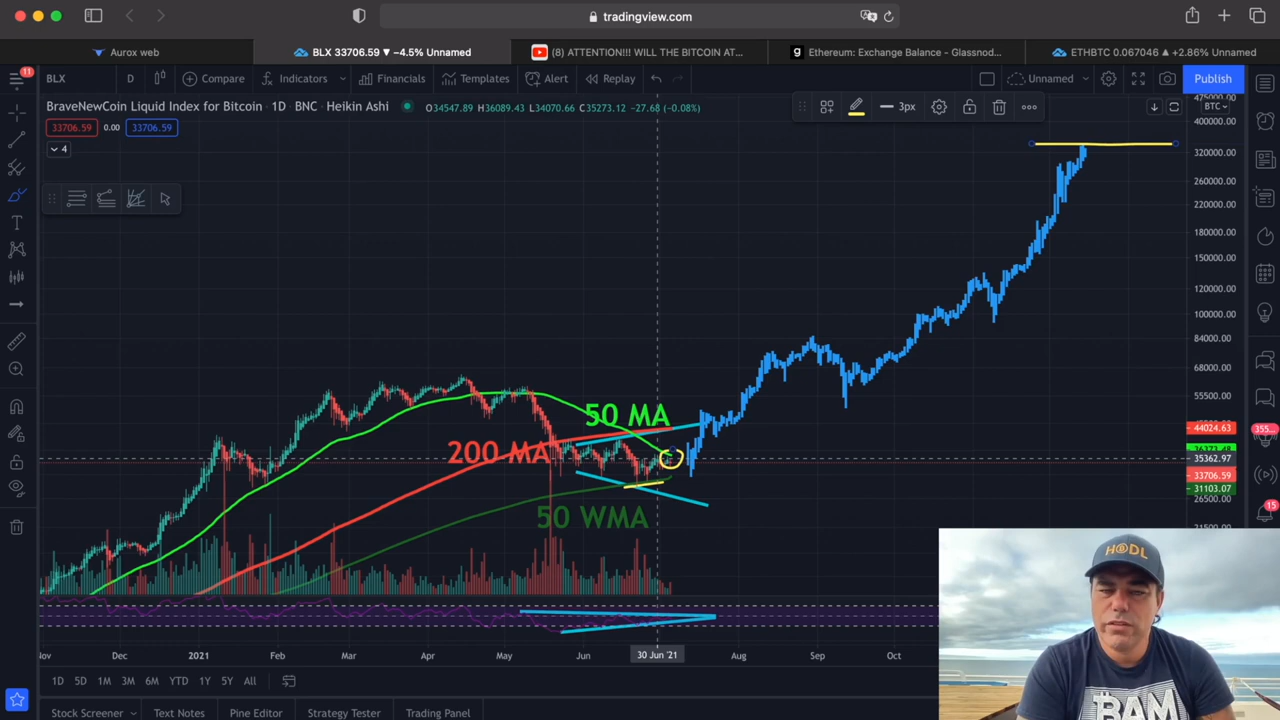 tradingview.com
Aurox web
BLX 33706.59 ▼ −4.5% Unnamed
(8) ATTENTION!!! WILL THE BITCOIN AT...
Ethereum: Exchange Balance - Glassnod...
ETHBTC 0.067046 ▲ +2.86% Unnamed
11
BLX
D
Compare
Indicators
Financials
Templates
Alert
Replay
Unnamed
Publish
BraveNewCoin Liquid Index for Bitcoin · 1D · BNC · Heikin Ashi
O34547.89 H36089.43 L34070.66 C35273.12 −27.68 (−0.08%)
3px
BTC
33706.59
0.00
33706.59
4
475000.00
400000.00
320000.00
260000.00
220000.00
180000.00
150000.00
120000.00
100000.00
84000.00
68000.00
55500.00
44024.63
35362.97
33706.59
31103.07
26500.00
50 MA
200 MA
50 WMA
355...
15
Dec
2021
Feb
Mar
Apr
May
Jun
30 Jun '21
Aug
Sep
Oct
1D
5D
1M
3M
6M
YTD
1Y
5Y
All
Stock Screener
Text Notes
Pine Editor
Strategy Tester
Trading Panel
HODL
BAM